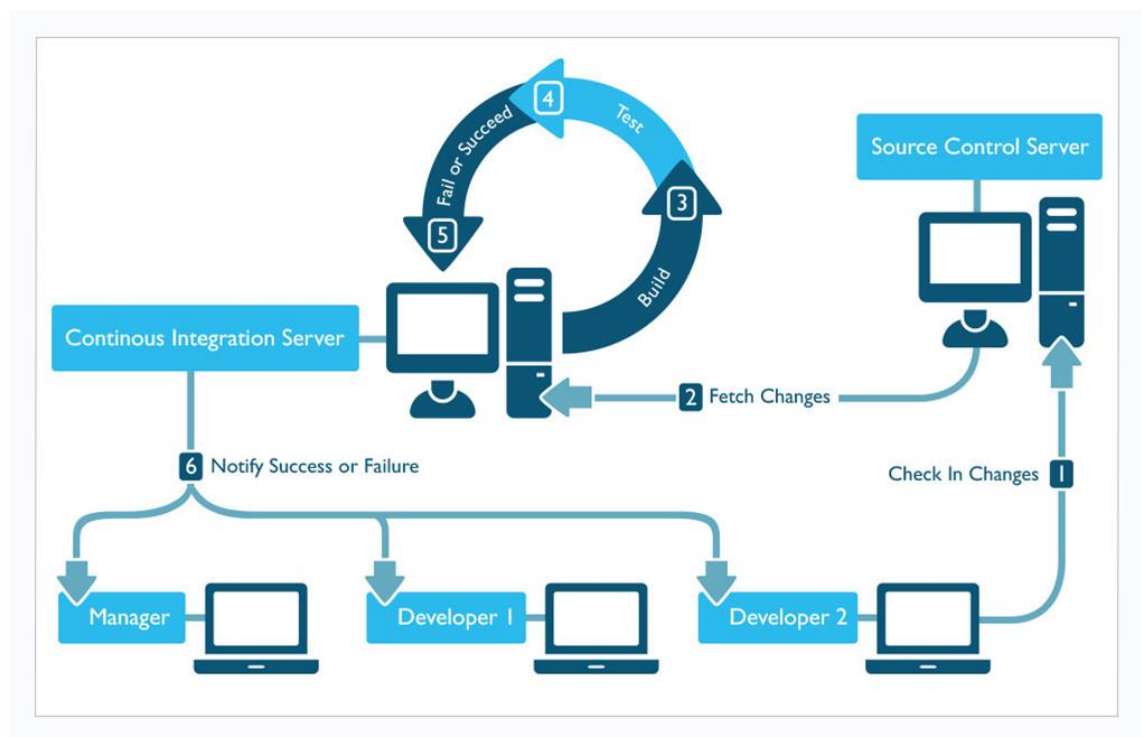 4
Test
Fail or Succeed
5
3
Build
Source Control Server
Continous Integration Server
2 Fetch Changes
6 Notify Success or Failure
Check In Changes 1
Manager
Developer 1
Developer 2